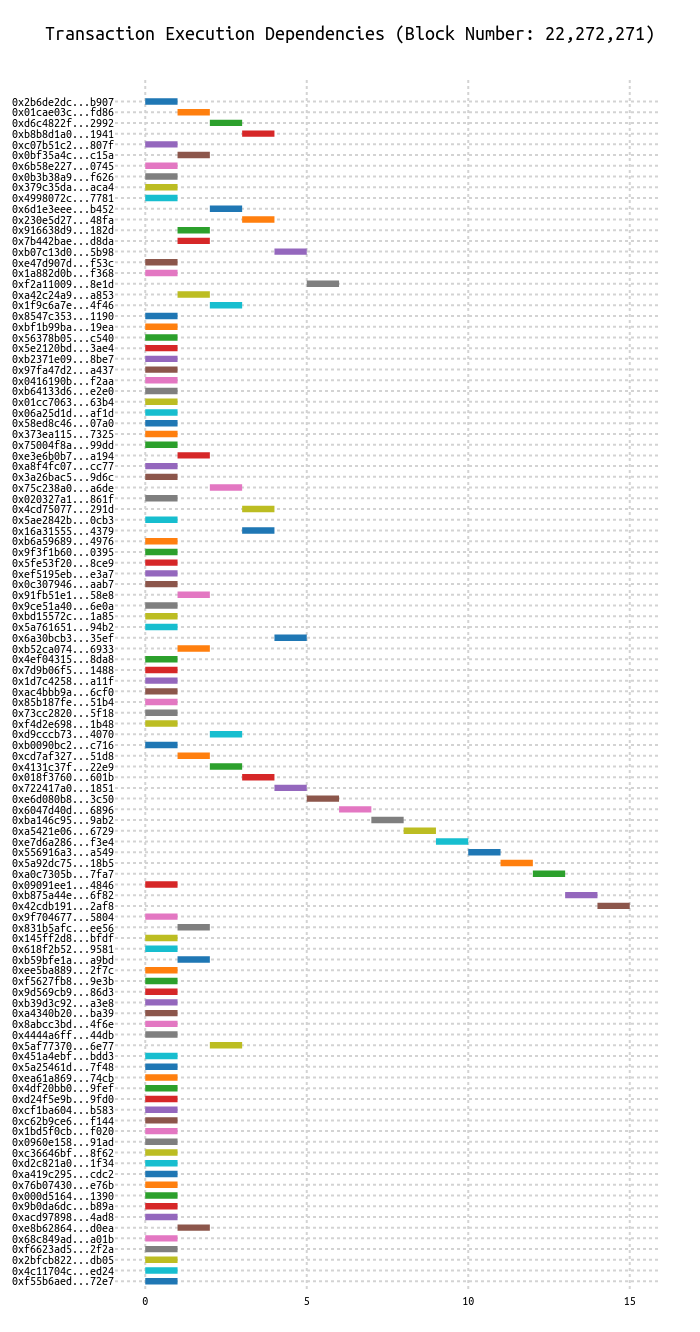 Transaction Execution Dependencies (Block Number: 22,272,271)
0x2b6de2dc...b907
0x01cae03c...fd86
0xd6c4822f...2992
0xb8b8d1a0...1941
0xc07b51c2...807f
0x0bf35a4c...c15a
0x6b58e227...0745
0x0b3b38a9...f626
0x379c35da...aca4
0x4998072c...7781
0x6d1e3eee...b452
0x230e5d27...48fa
0x916638d9...182d
0x7b442bae...d8da
0xb07c13d0...5b98
0xe47d907d...f53c
0x1a882d0b...f368
0xf2a11009...8e1d
0xa42c24a9...a853
0x1f9c6a7e...4f46
0x8547c353...1190
0xbf1b99ba...19ea
0x56378b05...c540
0x5e2120bd...3ae4
0xb2371e09...8be7
0x97fa47d2...a437
0x0416190b...f2aa
0xb64133d6...e2e0
0x01cc7063...63b4
0x06a25d1d...af1d
0x58ed8c46...07a0
0x373ea115...7325
0x75004f8a...99dd
0xe3e6b0b7...a194
0xa8f4fc07...cc77
0x3a26bac5...9d6c
0x75c238a0...a6de
0x020327a1...861f
0x4cd75077...291d
0x5ae2842b...0cb3
0x16a31555...4379
0xb6a59689...4976
0x9f3f1b60...0395
0x5fe53f20...8ce9
0xef5195eb...e3a7
0x0c307946...aab7
0x91fb51e1...58e8
0x9ce51a40...6e0a
0xbd15572c...1a85
0x5a761651...94b2
0x6a30bcb3...35ef
0xb52ca074...6933
0x4ef04315...8da8
0x7d9b06f5...1488
0x1d7c4258...a11f
0xac4bbb9a...6cf0
0x85b187fe...51b4
0x73cc2820...5f18
0xf4d2e698...1b48
0xd9cccb73...4070
0xb0090bc2...c716
0xcd7af327...51d8
0x4131c37f...22e9
0x018f3760...601b
0x722417a0...1851
0xe6d080b8...3c50
0x6047d40d...6896
0xba146c95...9ab2
0xa5421e06...6729
0xe7d6a286...f3e4
0x556916a3...a549
0x5a92dc75...18b5
0xa0c7305b...7fa7
0x09091ee1...4846
0xb875a44e...6f82
0x42cdb191...2af8
0x9f704677...5804
0x831b5afc...ee56
0x145ff2d8...bfdf
0x618f2b52...9581
0xb59bfe1a...a9bd
0xee5ba889...2f7c
0xf5627fb8...9e3b
0x9d569cb9...86d3
0xb39d3c92...a3e8
0xa4340b20...ba39
0x8abcc3bd...4f6e
0x4444a6ff...44db
0x5af77370...6e77
0x451a4ebf...bdd3
0x5a25461d...7f48
0xea61a869...74cb
0x4df20bb0...9fef
0xd24f5e9b...9fd0
0xcf1ba604...b583
0xc62b9ce6...f144
0x1bd5f0cb...f020
0x0960e158...91ad
0xc36646bf...8f62
0xd2c821a0...1f34
0xa419c295...cdc2
0x76b07430...e76b
0x000d5164...1390
0x9b0da6dc...b89a
0xacd97898...4ad8
0xe8b62864...d0ea
0x68c849ad...a01b
0xf6623ad5...2f2a
0x2bfcb822...db05
0x4c11704c...ed24
0xf55b6aed...72e7
0 5 10 15